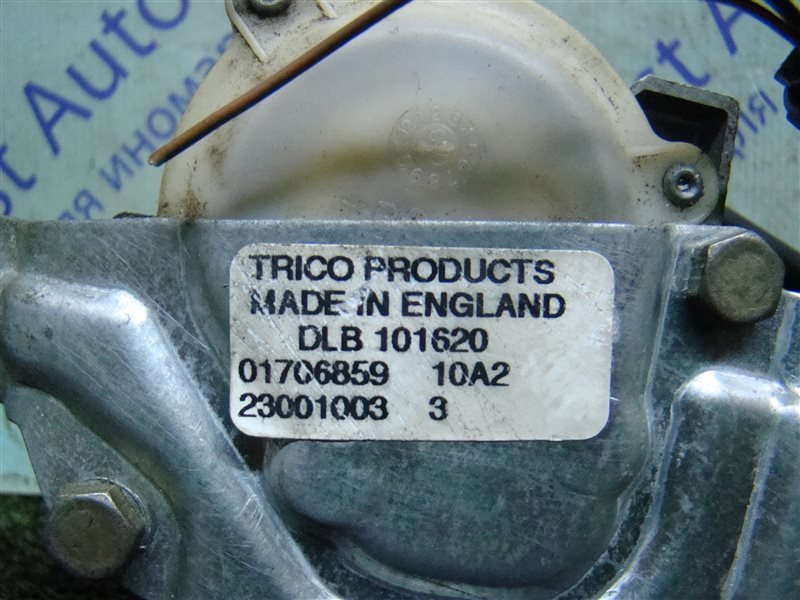 TRICO PRODUCTS
MADE IN ENGLAND
DLB 101620
01706859 10A2
23001003 3